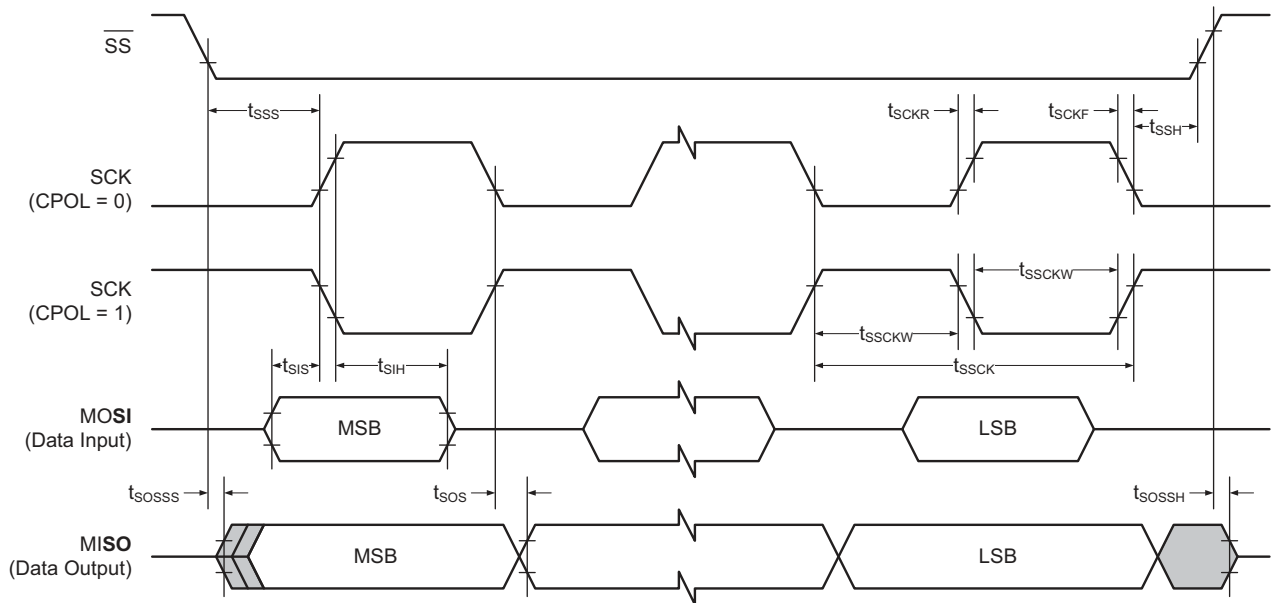 SS
tSSS
tSCKR
tSCKF
tSSH
SCK
(CPOL = 0)
SCK
(CPOL = 1)
tSSCKW
tSSCKW
tSIS
tSIH
tSSCK
MOSI
(Data Input)
MSB
LSB
tSOSSS
tSOS
tSOSSH
MISO
(Data Output)
MSB
LSB